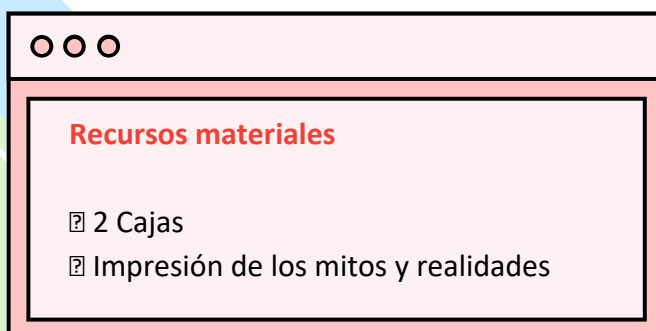 Recursos materiales
⍰ 2 Cajas
⍰ Impresión de los mitos y realidades